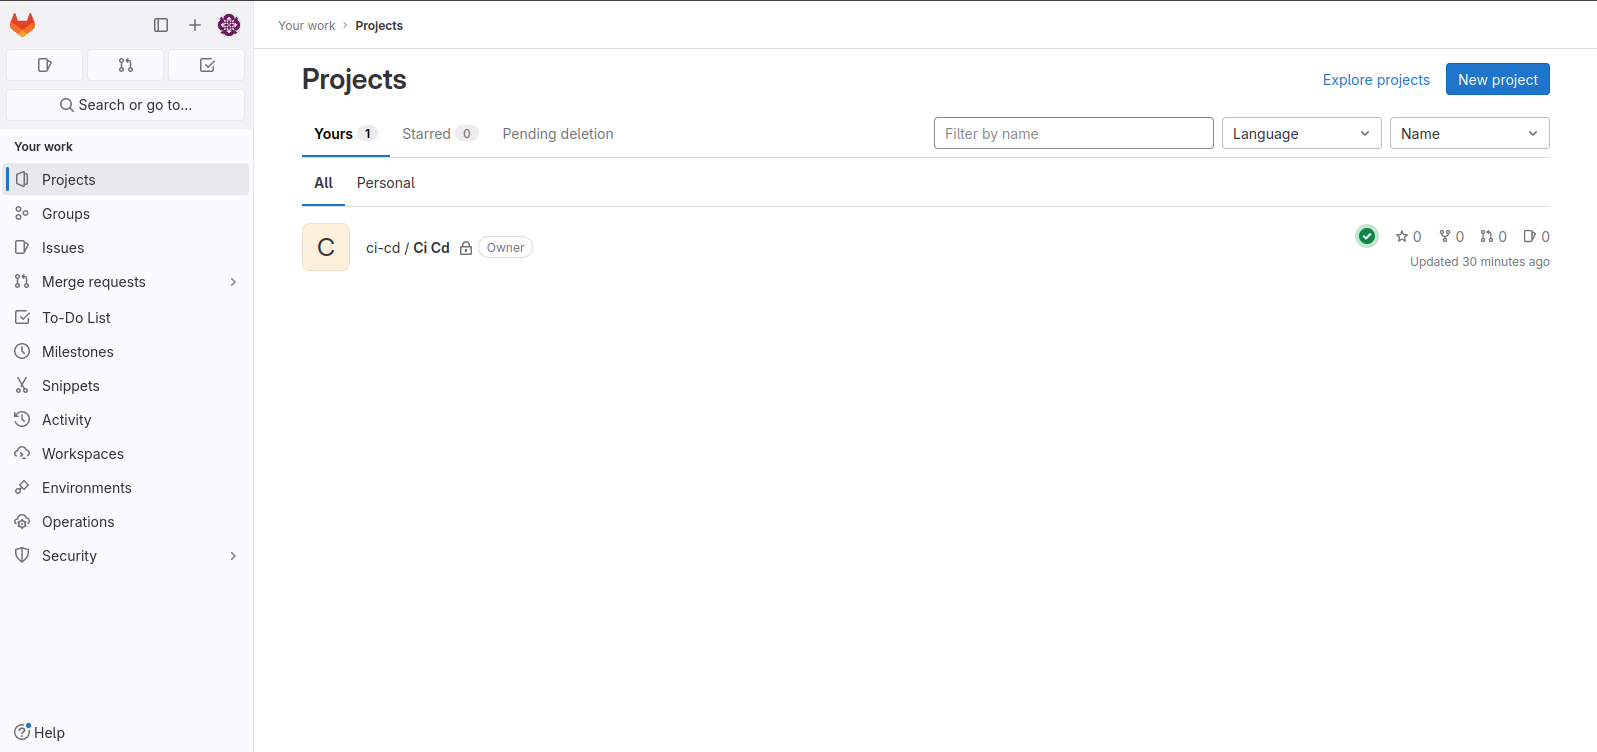 Your work › Projects
Search or go to...
Your work
Projects
Groups
Issues
Merge requests
To-Do List
Milestones
Snippets
Activity
Workspaces
Environments
Operations
Security
Help
Projects
Explore projects
New project
Yours 1
Starred 0
Pending deletion
Filter by name
Language
Name
All
Personal
C
ci-cd / Ci Cd
Owner
0 0 0 0
Updated 30 minutes ago